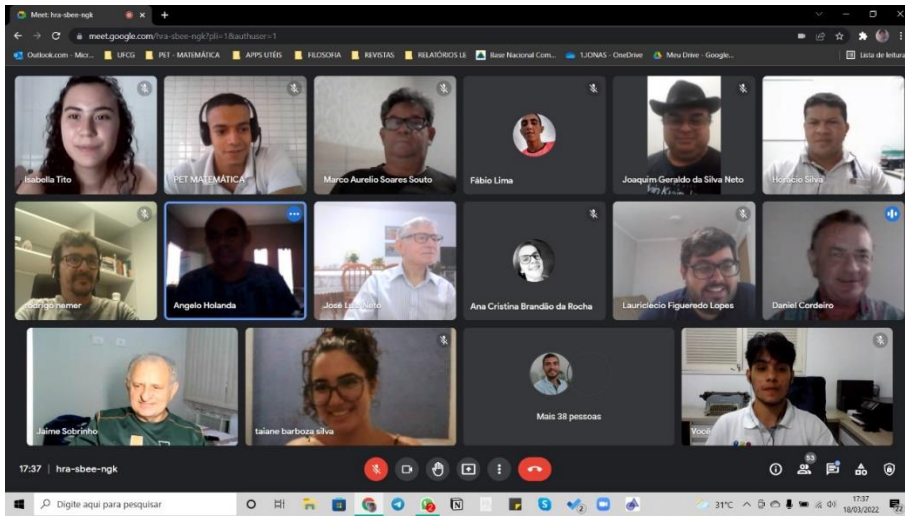 Meet: hra-sbee-ngk
meet.google.com/hra-sbee-ngk?pli=1&authuser=1
Outlook.com - Micr... UFCG PET - MATEMÁTICA APPS UTÉIS FILOSOFIA REVISTAS RELATÓRIOS LE Base Nacional Com... 1.JONAS - OneDrive Meu Drive - Google... Lista de leitura
Isabella Tito
PET MATEMÁTICA
Marco Aurelio Soares Souto
Fábio Lima
Joaquim Geraldo da Silva Neto
Horácio Silva
rodrigo nemer
Angelo Holanda
José Luiz Neto
Ana Cristina Brandão da Rocha
Lauriclecio Figueredo Lopes
Daniel Cordeiro
Jaime Sobrinho
taiane barboza silva
Mais 38 pessoas
Você
17:37 | hra-sbee-ngk
53
Digite aqui para pesquisar
31°C
17:37
18/03/2022